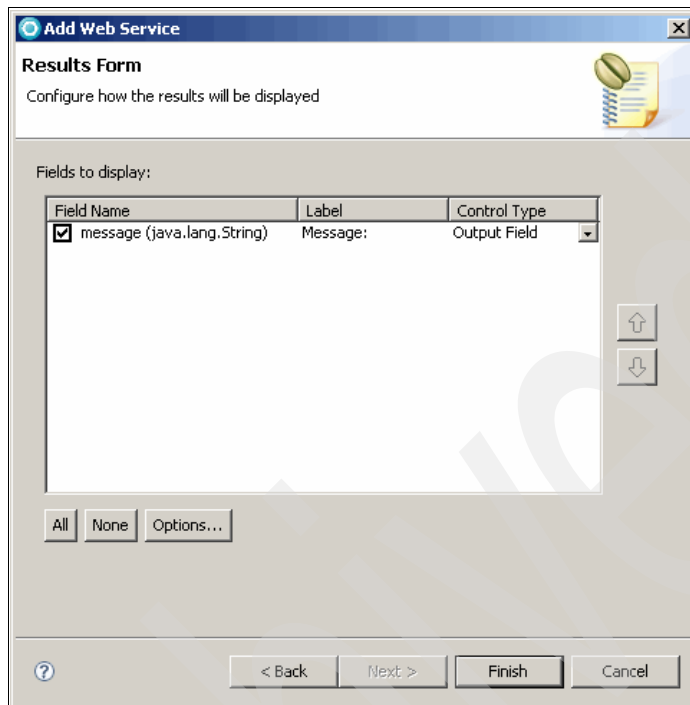 Add Web Service
Results Form
Configure how the results will be displayed
Fields to display:
Field Name Label Control Type
message (java.lang.String) Message: Output Field
All None Options...
? < Back Next > Finish Cancel